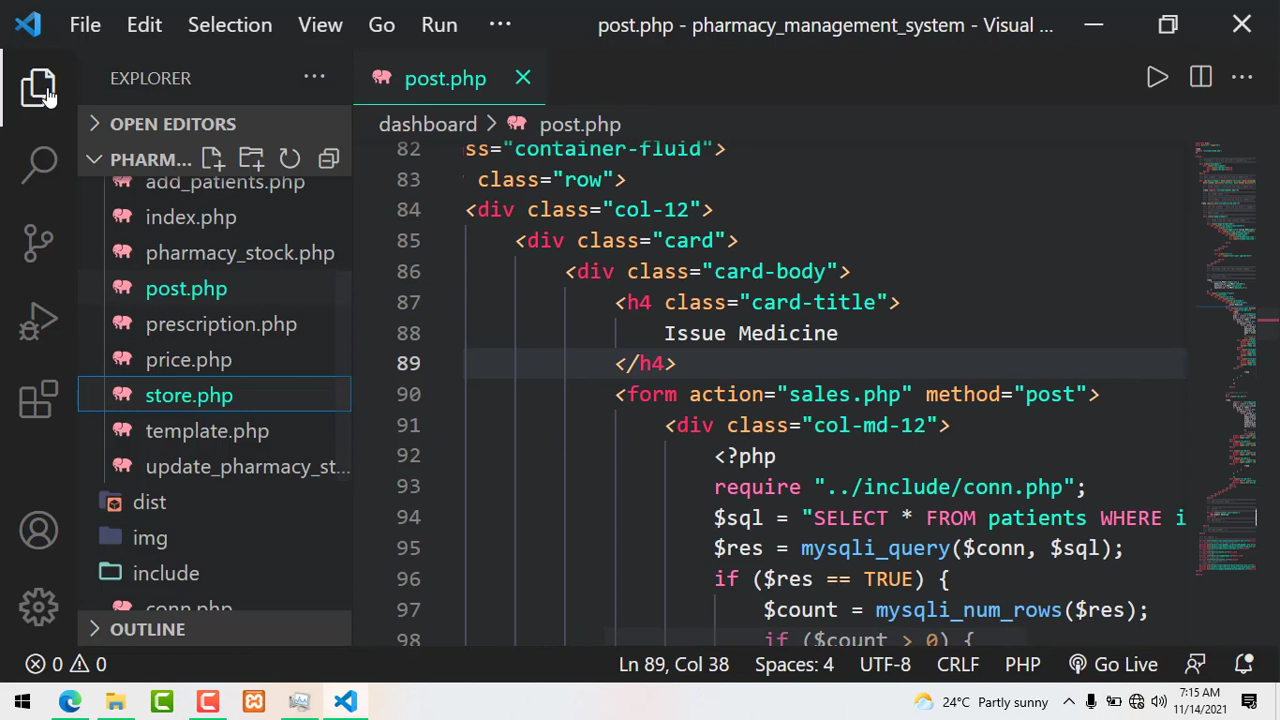 File Edit Selection View Go Run ··· post.php - pharmacy_management_system - Visual ...
EXPLORER ···
post.php
OPEN EDITORS
dashboard > post.php
PHARM...
add_patients.php
index.php
pharmacy_stock.php
post.php
prescription.php
price.php
store.php
template.php
update_pharmacy_st...
dist
img
include
conn.php
OUTLINE
82 ss="container-fluid">
83 class="row">
84 <div class="col-12">
85 <div class="card">
86 <div class="card-body">
87 <h4 class="card-title">
88 Issue Medicine
89 </h4>
90 <form action="sales.php" method="post">
91 <div class="col-md-12">
92 <?php
93 require "../include/conn.php";
94 $sql = "SELECT * FROM patients WHERE i
95 $res = mysqli_query($conn, $sql);
96 if ($res == TRUE) {
97 $count = mysqli_num_rows($res);
98 if ($count > 0) {
0 0 Ln 89, Col 38 Spaces: 4 UTF-8 CRLF PHP Go Live
24°C Partly sunny
7:15 AM
11/14/2021